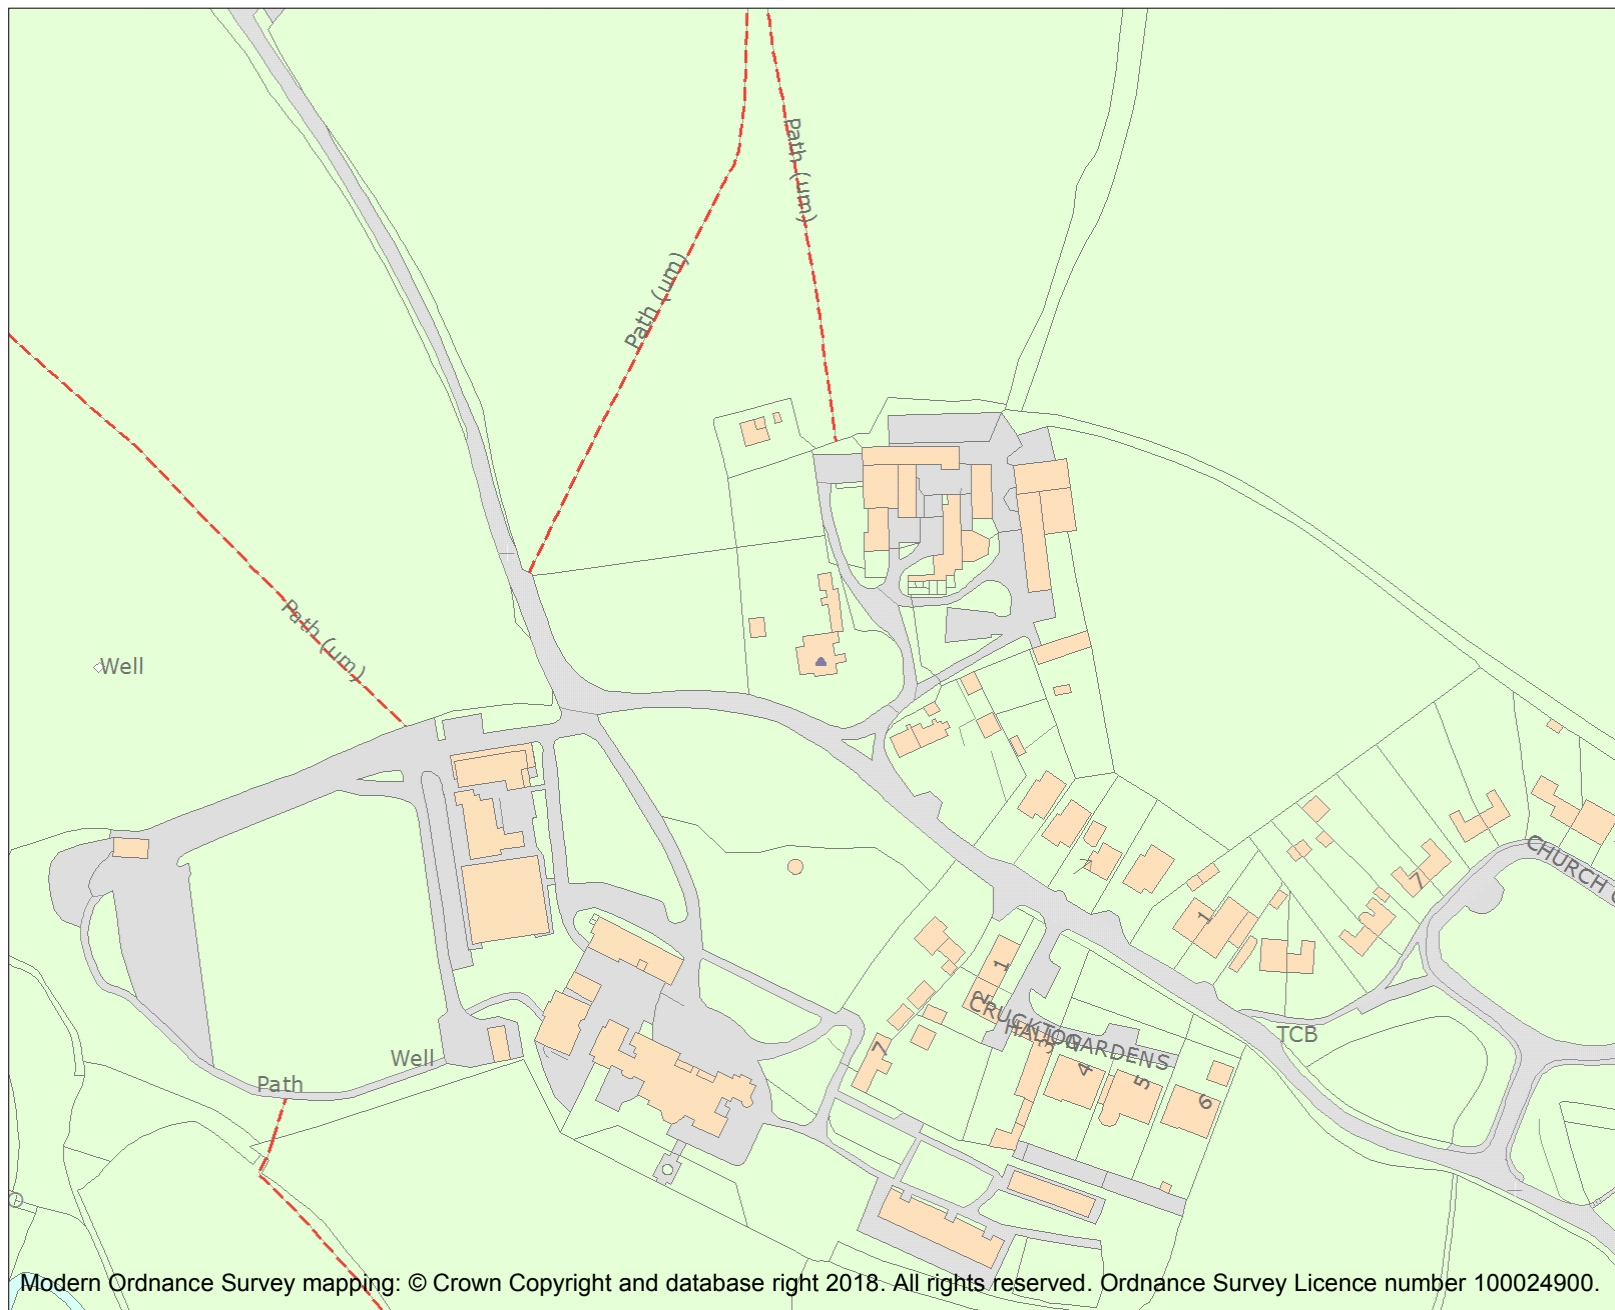 Path (um)
Path (um)
Path (um)
Well
7
1
7
CHURCH
1
2
CRUCKTON
HALL GARDENS
3
4
5
6
7
TCB
Well
Path
Modern Ordnance Survey mapping: © Crown Copyright and database right 2018. All rights reserved. Ordnance Survey Licence number 100024900.